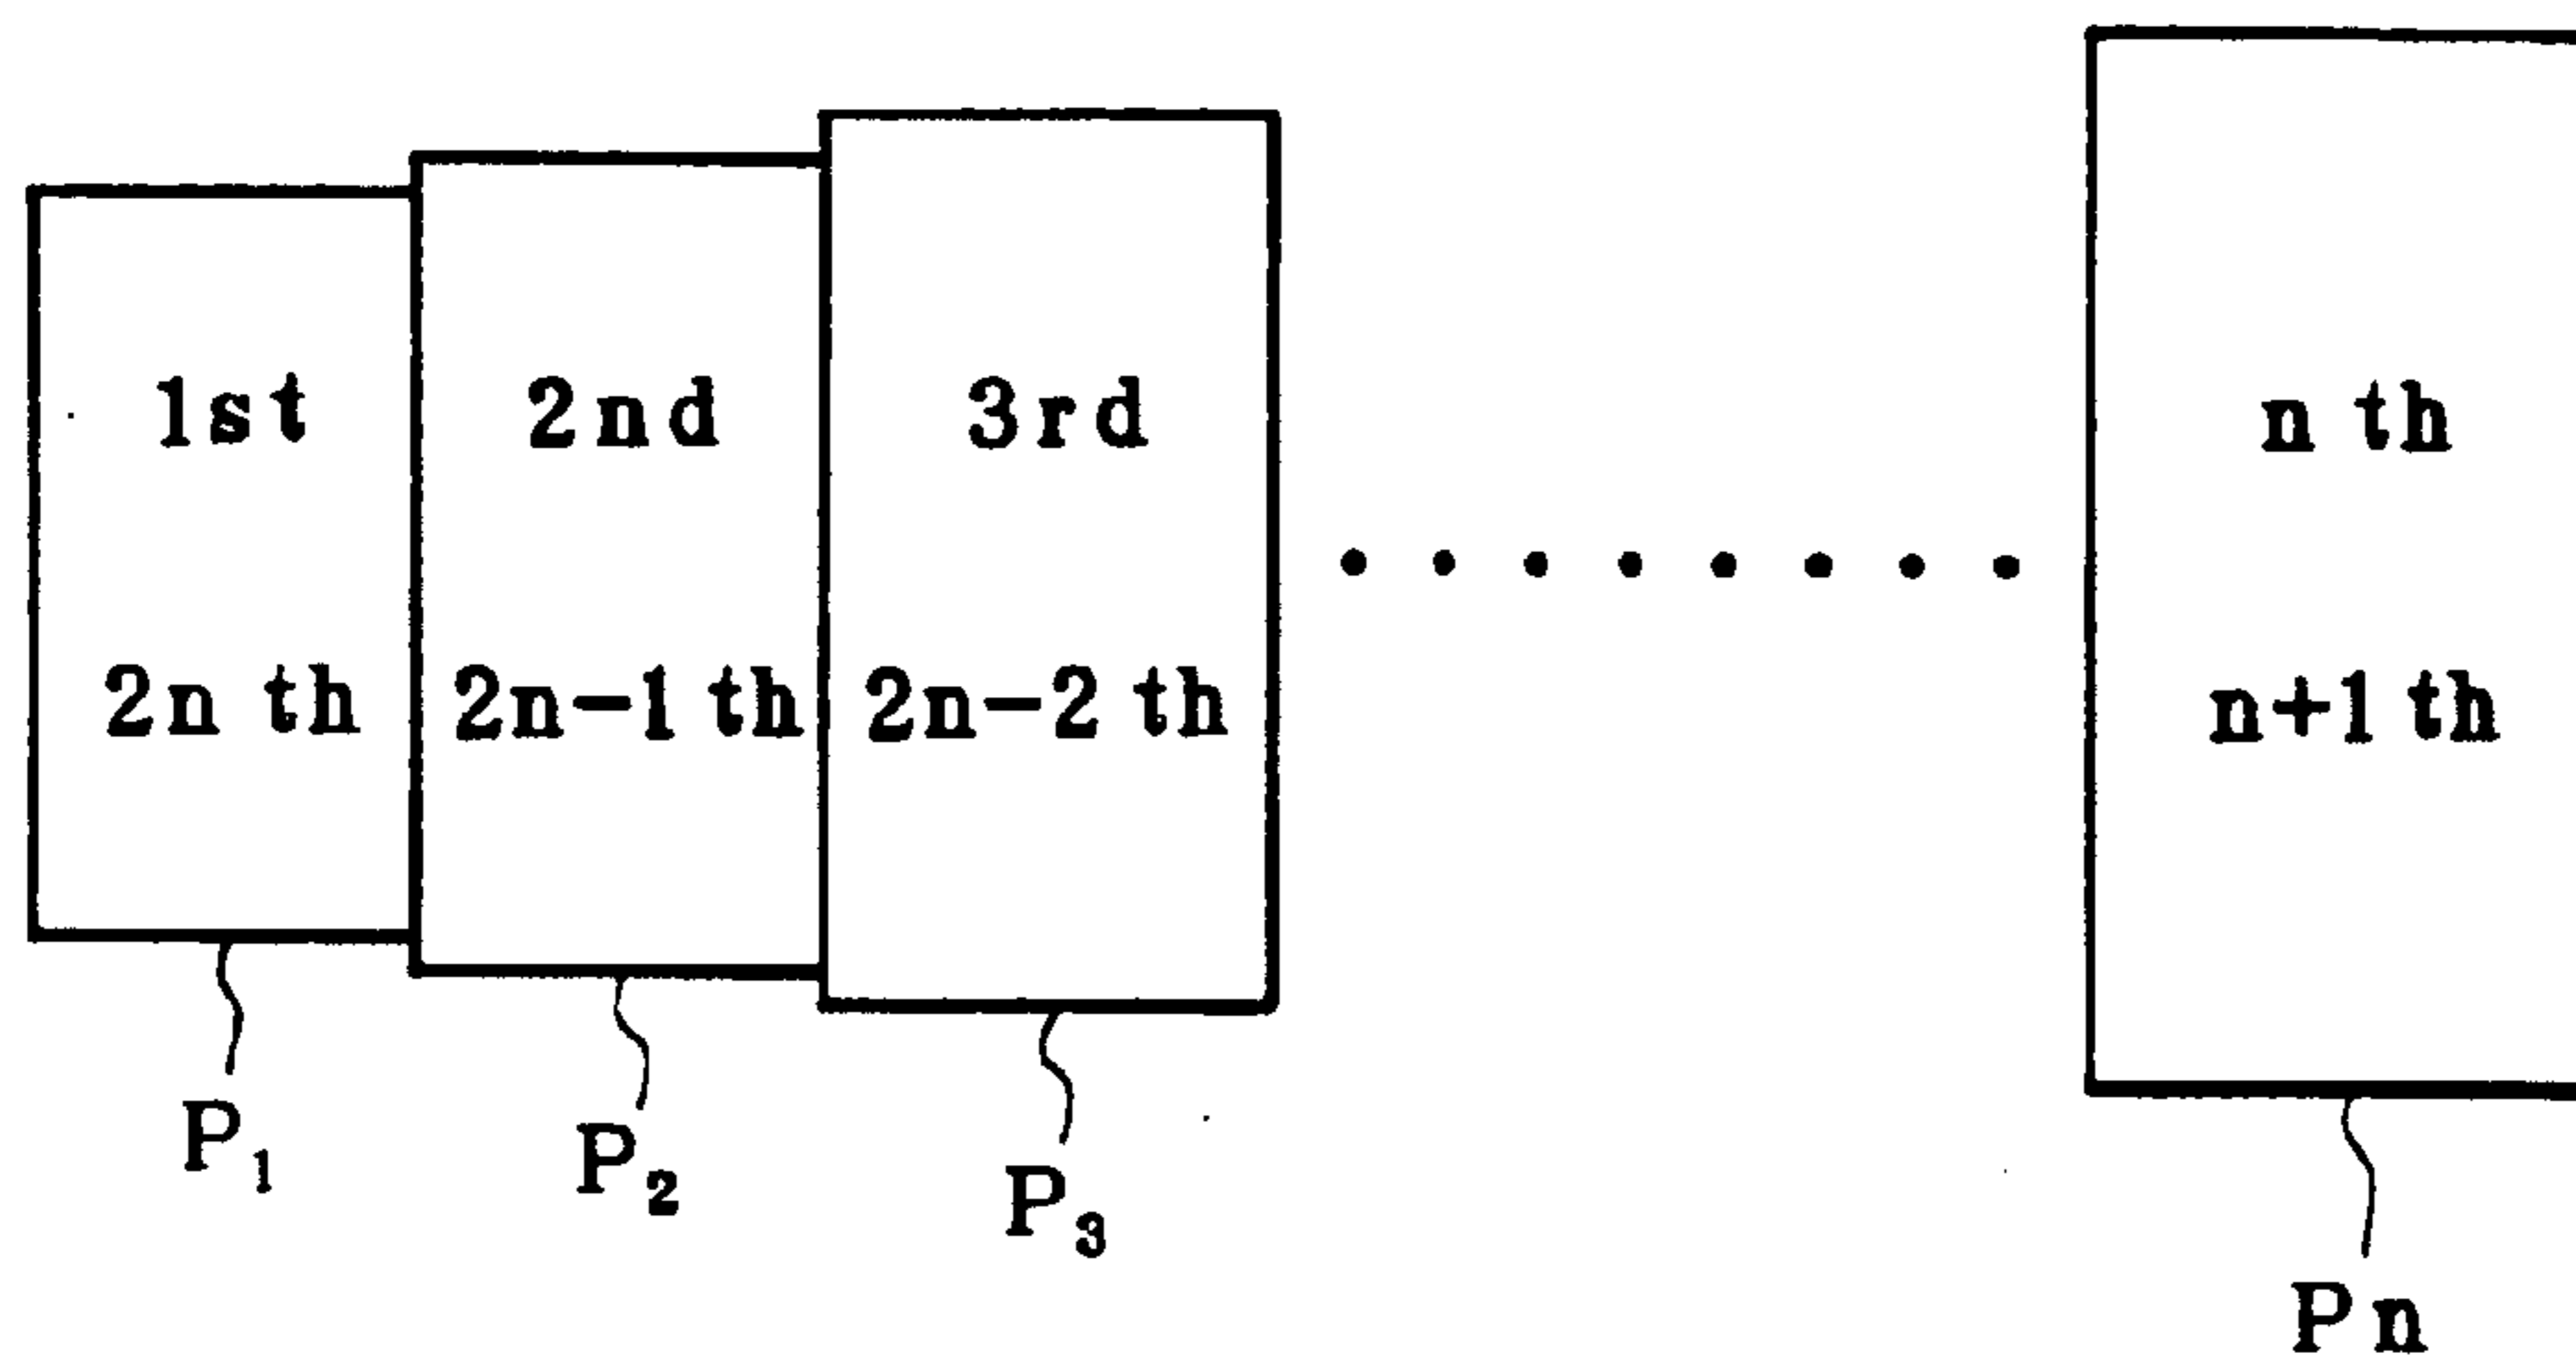 1st
2nd
3rd
n th
2n th
2n-1 th
2n-2 th
n+1 th
P₁
P₂
P₃
Pn